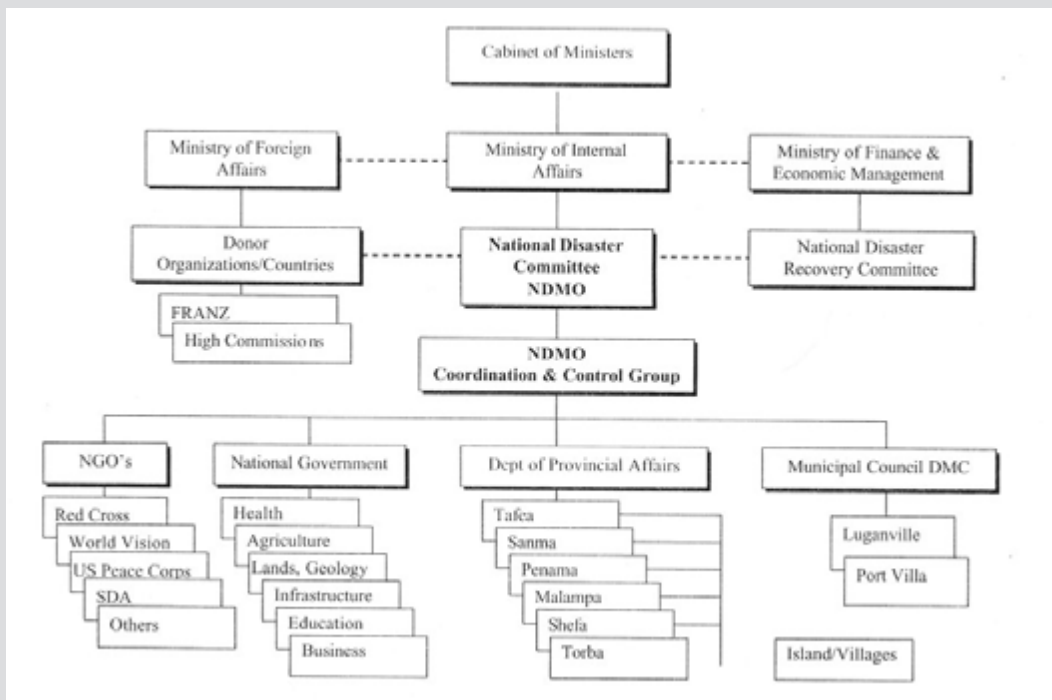 Cabinet of Ministers
Ministry of Foreign
Affairs
Ministry of Internal
Affairs
Ministry of Finance &
Economic Management
Donor
Organizations/Countries
National Disaster
Committee
NDMO
National Disaster
Recovery Committee
FRANZ
High Commissions
NDMO
Coordination & Control Group
NGO's
National Government
Dept of Provincial Affairs
Municipal Council DMC
Red Cross
World Vision
US Peace Corps
SDA
Others
Health
Agriculture
Lands, Geology
Infrastructure
Education
Business
Tafea
Sanma
Penama
Malampa
Shefa
Torba
Luganville
Port Villa
Island/Villages